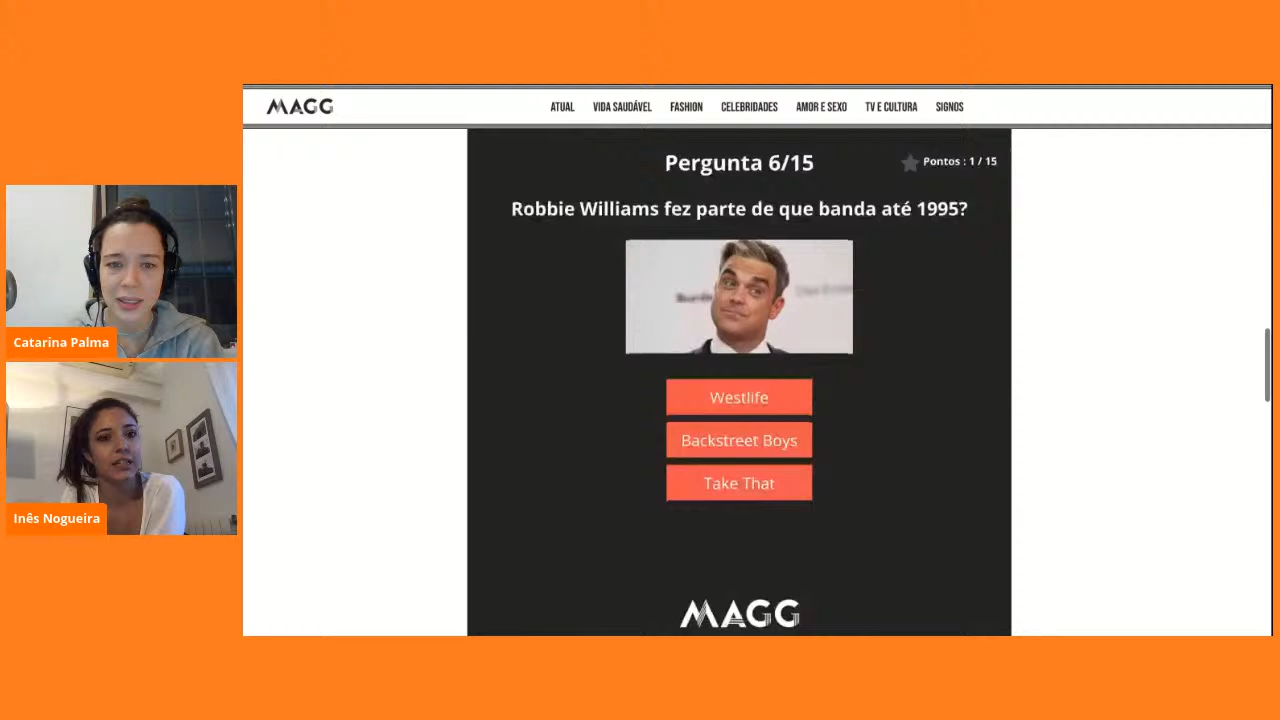 MAGG
ATUAL VIDA SAUDÁVEL FASHION CELEBRIDADES AMOR E SEXO TV E CULTURA SIGNOS
Pergunta 6/15
Pontos : 1 / 15
Robbie Williams fez parte de que banda até 1995?
Westlife
Backstreet Boys
Take That
MAGG
Catarina Palma
Inês Nogueira